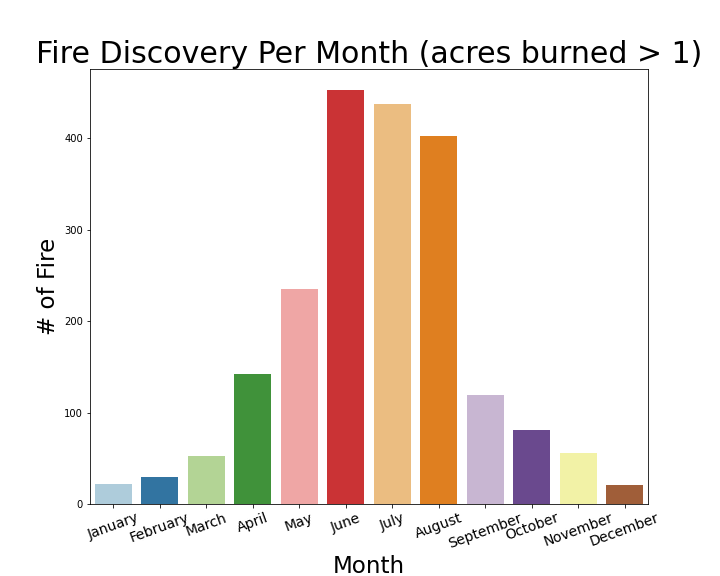 Fire Discovery Per Month (acres burned > 1)
# of Fire
400
300
200
100
0
January
February
March
April
May
June
July
August
September
October
November
December
Month